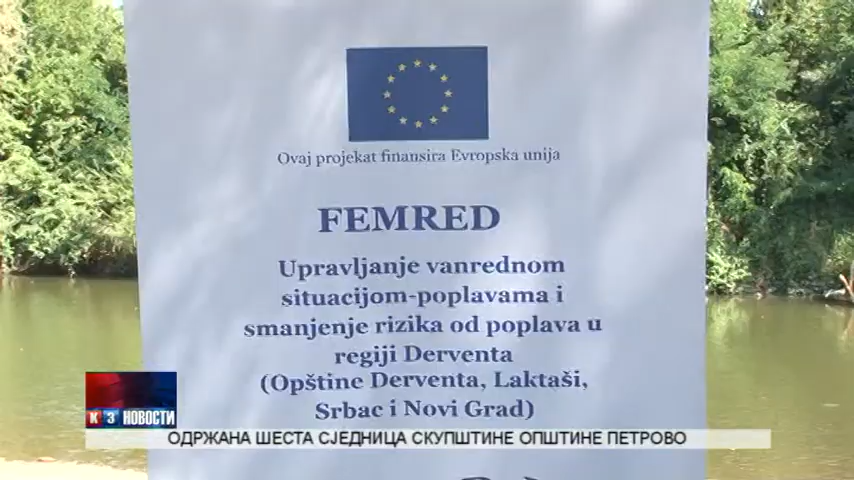 Ovaj projekat finansira Evropska unija
FEMRED
Upravljanje vanrednom
situacijom-poplavama i
smanjenje rizika od poplava u
regiji Derventa
(Opštine Derventa, Laktaši,
Srbac i Novi Grad)
К 3 НОВОСТИ
ОДРЖАНА ШЕСТА СЈЕДНИЦА СКУПШТИНЕ ОПШТИНЕ ПЕТРОВО